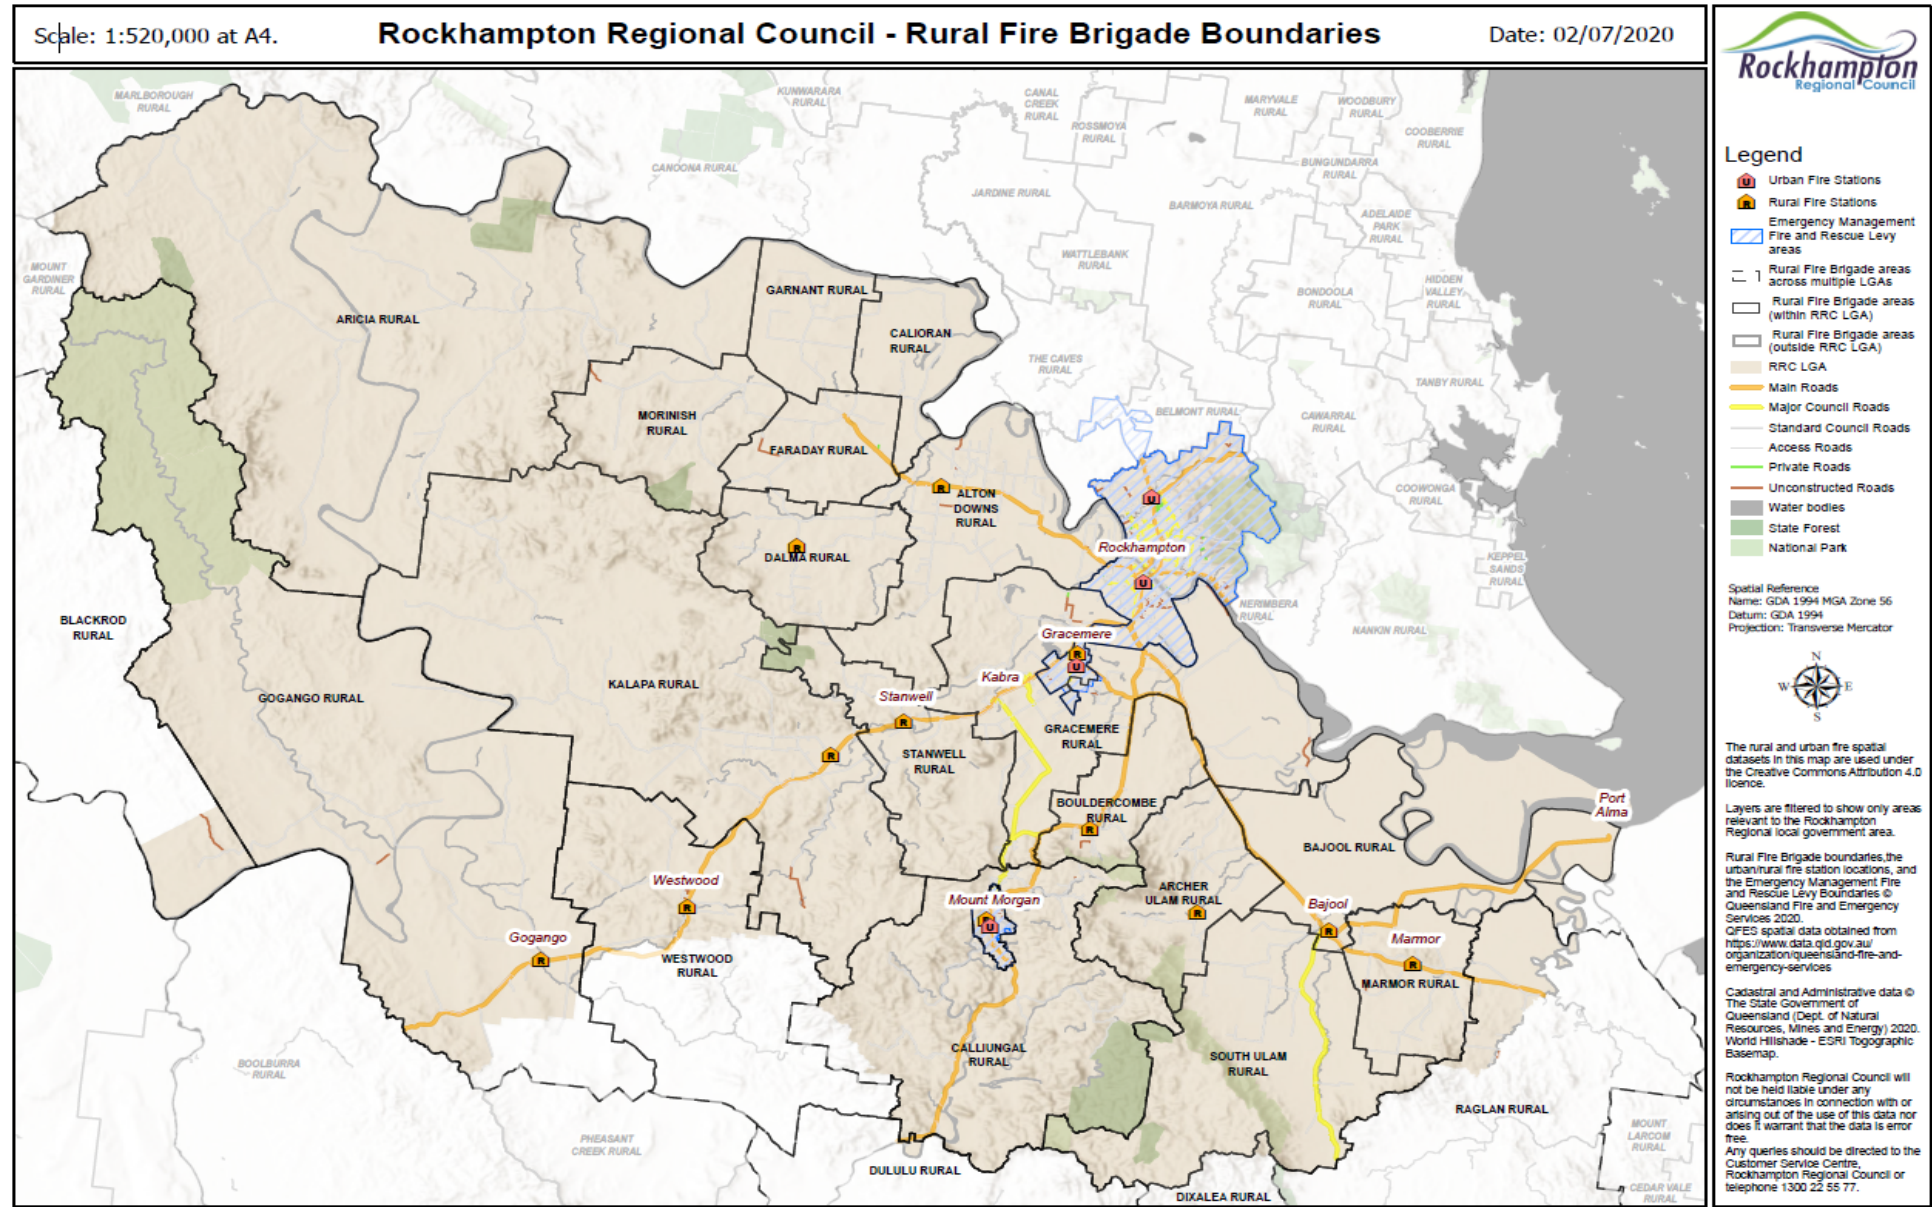 Scale: 1:520,000 at A4.
Rockhampton Regional Council - Rural Fire Brigade Boundaries
Date: 02/07/2020
Rockhampton
Regional Council
MARLBOROUGH
RURAL
KUNWARARA
RURAL
CANAL
CREEK
RURAL
ROSSMOYA
RURAL
MARYVALE
RURAL
WOODBURY
RURAL
COOBERRIE
RURAL
CANOONA RURAL
BUNGUNDARRA
RURAL
JARDINE RURAL
BARMOYA RURAL
ADELAIDE
PARK
RURAL
MOUNT
GARDINER
RURAL
WATTLEBANK
RURAL
HIDDEN
VALLEY
RURAL
BONDOOLA
RURAL
GARNANT RURAL
ARICIA RURAL
CALIORAN
RURAL
THE CAVES
RURAL
TANBY RURAL
MORINISH
RURAL
BELMONT RURAL
CAWARRAL
RURAL
FARADAY RURAL
COOWONGA
RURAL
ALTON
DOWNS
RURAL
Rockhampton
DALMA RURAL
KEPPEL
SANDS
RURAL
NERIMBERA
RURAL
NANKIN RURAL
BLACKROD
RURAL
Gracemere
Kabra
KALAPA RURAL
GOGANGO RURAL
Stanwell
GRACEMERE
RURAL
STANWELL
RURAL
BOULDERCOMBE
RURAL
Port
Alma
BAJOOL RURAL
Westwood
ARCHER
ULAM RURAL
Mount Morgan
Bajool
Gogango
Marmor
WESTWOOD
RURAL
MARMOR RURAL
CALLIUNGAL
RURAL
SOUTH ULAM
RURAL
BOOLBURRA
RURAL
RAGLAN RURAL
PHEASANT
CREEK RURAL
MOUNT
LARCOM
RURAL
DULULU RURAL
DIXALEA RURAL
CEDAR VALE
RURAL
Legend
U Urban Fire Stations
R Rural Fire Stations
Emergency Management
Fire and Rescue Levy
areas
Rural Fire Brigade areas
across multiple LGAs
Rural Fire Brigade areas
(within RRC LGA)
Rural Fire Brigade areas
(outside RRC LGA)
RRC LGA
Main Roads
Major Council Roads
Standard Council Roads
Access Roads
Private Roads
Unconstructed Roads
Water bodies
State Forest
National Park
Spatial Reference
Name: GDA 1994 MGA Zone 56
Datum: GDA 1994
Projection: Transverse Mercator
N
W E
S
The rural and urban fire spatial
datasets in this map are used under
the Creative Commons Attribution 4.0
licence.
Layers are filtered to show only areas
relevant to the Rockhampton
Regional local government area.
Rural Fire Brigade boundaries,the
urban/rural fire station locations, and
the Emergency Management Fire
and Rescue Levy Boundaries ©
Queensland Fire and Emergency
Services 2020.
QFES spatial data obtained from
https://www.data.qld.gov.au/
organization/queensland-fire-and-
emergency-services
Cadastral and Administrative data ©
The State Government of
Queensland (Dept. of Natural
Resources, Mines and Energy) 2020.
World Hillshade - ESRI Togographic
Basemap.
Rockhampton Regional Council will
not be held liable under any
circumstances in connection with or
arising out of the use of this data nor
does it warrant that the data is error
free.
Any queries should be directed to the
Customer Service Centre,
Rockhampton Regional Council or
telephone 1300 22 55 77.